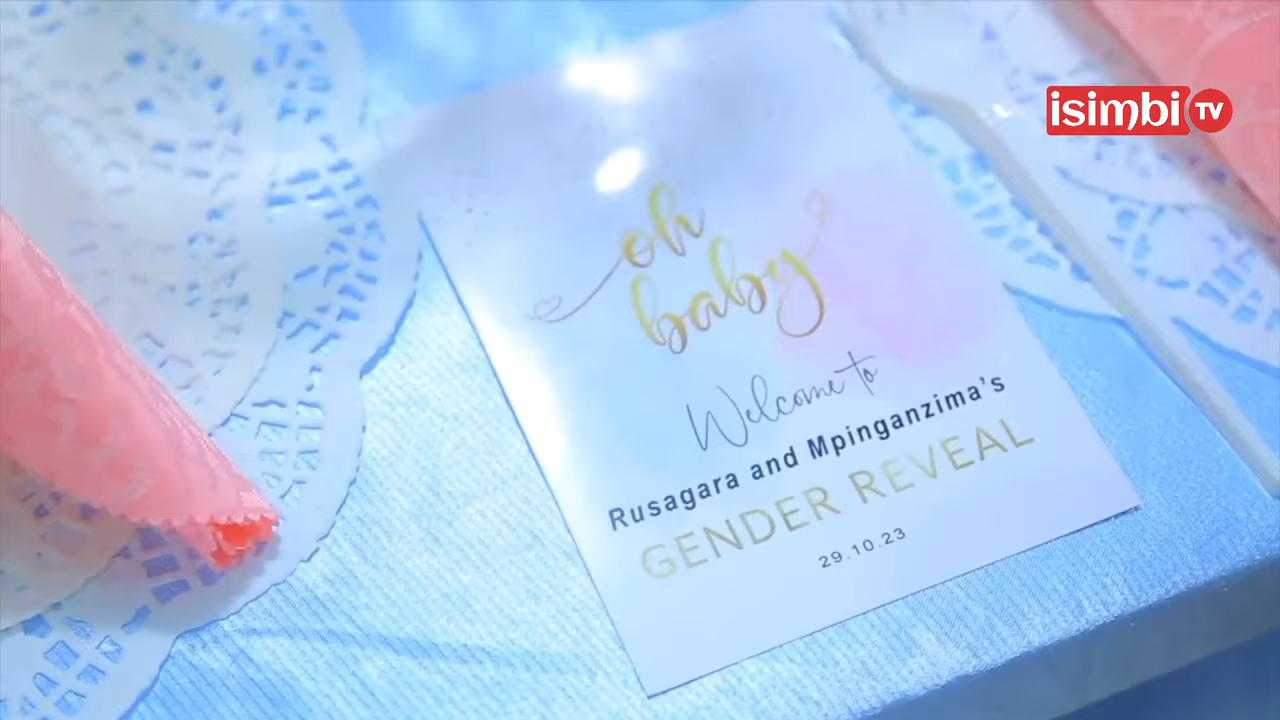 isimbi TV
oh
baby
Welcome to
Rusagara and Mpinganzima's
GENDER REVEAL
29.10.23